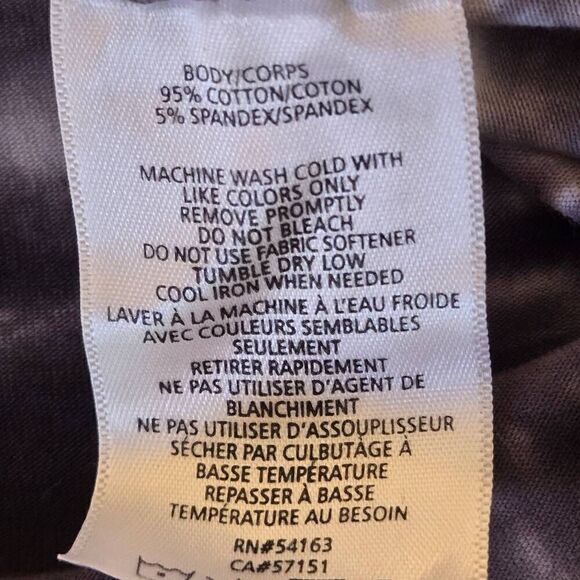 BODY/CORPS
95% COTTON/COTON
5% SPANDEX/SPANDEX
MACHINE WASH COLD WITH
LIKE COLORS ONLY
REMOVE PROMPTLY
DO NOT BLEACH
DO NOT USE FABRIC SOFTENER
TUMBLE DRY LOW
COOL IRON WHEN NEEDED
LAVER À LA MACHINE À L'EAU FROIDE
AVEC COULEURS SEMBLABLES
SEULEMENT
RETIRER RAPIDEMENT
NE PAS UTILISER D'AGENT DE
BLANCHIMENT
NE PAS UTILISER D'ASSOUPLISSEUR
SÉCHER PAR CULBUTÀGE À
BASSE TEMPÉRATURE
REPASSER À BASSE
TEMPÉRATURE AU BESOIN
RN#54163
CA#57151